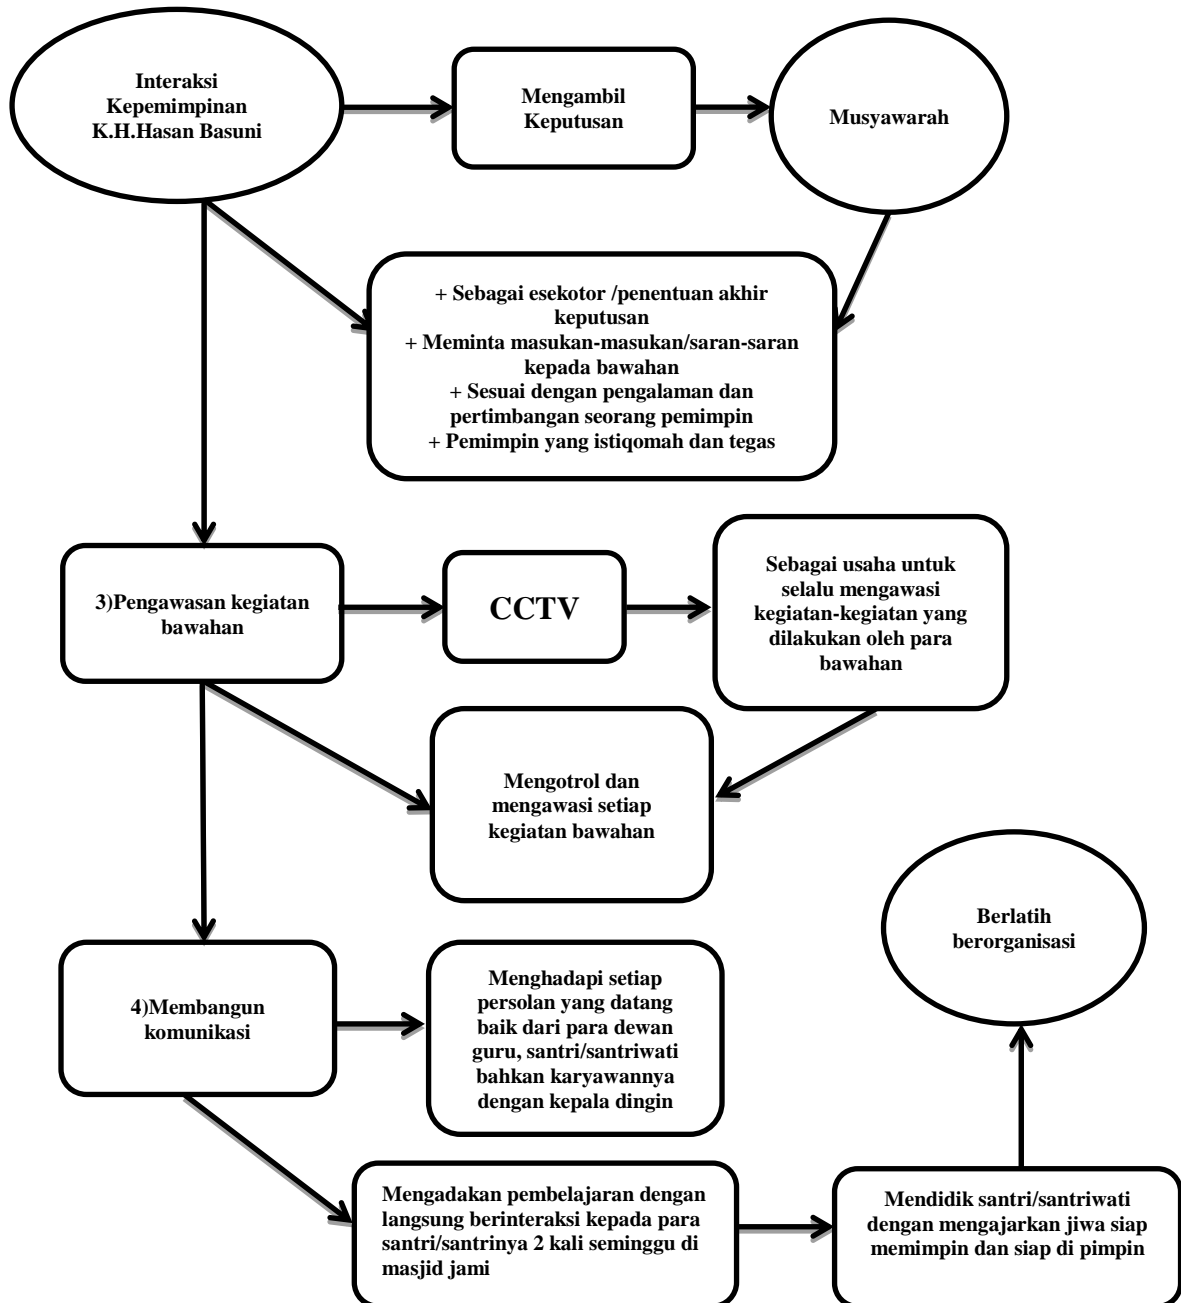 Interaksi
Kepemimpinan
K.H.Hasan Basuni
Mengambil
Keputusan
Musyawarah
+ Sebagai esekotor /penentuan akhir
keputusan
+ Meminta masukan-masukan/saran-saran
kepada bawahan
+ Sesuai dengan pengalaman dan
pertimbangan seorang pemimpin
+ Pemimpin yang istiqomah dan tegas
3)Pengawasan kegiatan
bawahan
CCTV
Sebagai usaha untuk
selalu mengawasi
kegiatan-kegiatan yang
dilakukan oleh para
bawahan
Mengotrol dan
mengawasi setiap
kegiatan bawahan
Berlatih
berorganisasi
4)Membangun
komunikasi
Menghadapi setiap
persolan yang datang
baik dari para dewan
guru, santri/santriwati
bahkan karyawannya
dengan kepala dingin
Mengadakan pembelajaran dengan
langsung berinteraksi kepada para
santri/santrinya 2 kali seminggu di
masjid jami
Mendidik santri/santriwati
dengan mengajarkan jiwa siap
memimpin dan siap di pimpin